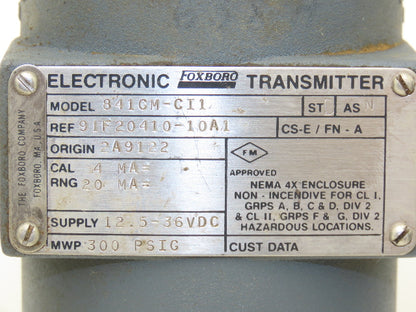 ELECTRONIC FOXBORO TRANSMITTER
MODEL 841GM-CI1 ST AS N
REF 91F20410-10A1 CS-E / FN - A
ORIGIN 2A9122
FM
CAL 4 MA=
RNG 20 MA=
APPROVED
NEMA 4X ENCLOSURE
NON - INCENDIVE FOR CL I,
GRPS A, B, C & D, DIV 2
& CL II, GRPS F & G, DIV 2
HAZARDOUS LOCATIONS.
SUPPLY 12.5-36VDC
MWP 300 PSIG
CUST DATA
THE FOXBORO COMPANY
FOXBORO, MA. U.S.A.